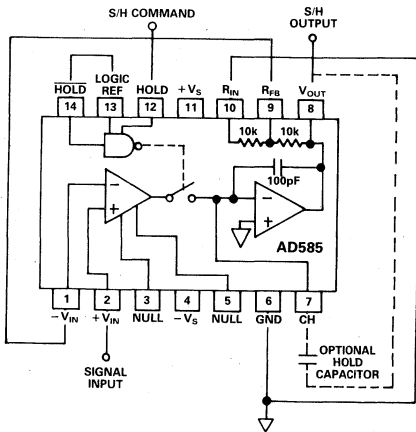 S/H COMMAND
S/H
OUTPUT
HOLD
LOGIC
REF
HOLD
+VS
RIN
RFB
VOUT
14
13
12
11
10
9
8
10k
10k
100pF
−
+
−
+
AD585
1
2
3
4
5
6
7
−VIN
+VIN
NULL
−VS
NULL
GND
CH
SIGNAL
INPUT
OPTIONAL
HOLD
CAPACITOR